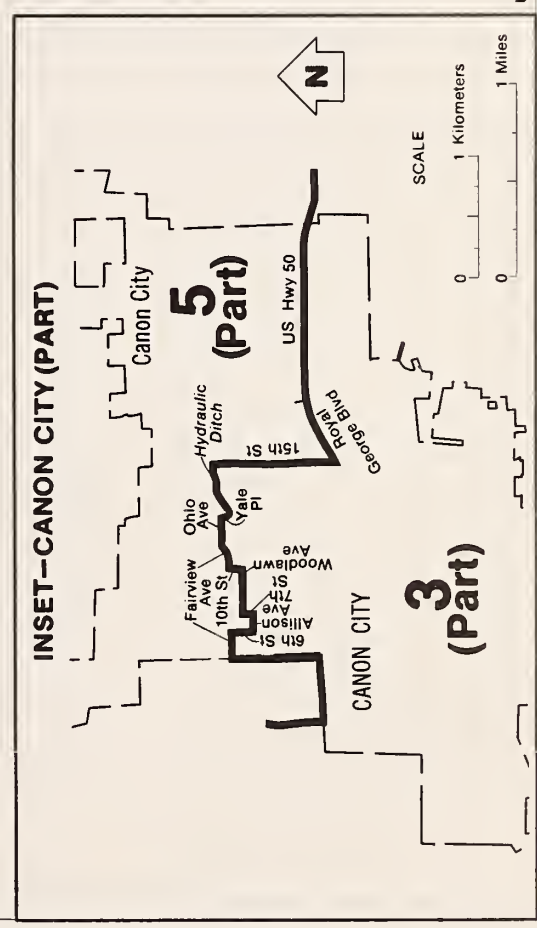 INSET-CANON CITY (PART)
Canon City
5
(Part)
Hydraulic
Ditch
Ohio
Ave
Yale
Pl
Fairview
Ave
10th St
Woodlawn
Ave
7th
St
Allison
Ave
6th St
15th St
US Hwy 50
Royal
George Blvd
CANON CITY
3
(Part)
N
SCALE
0 1 Kilometers
0 1 Miles